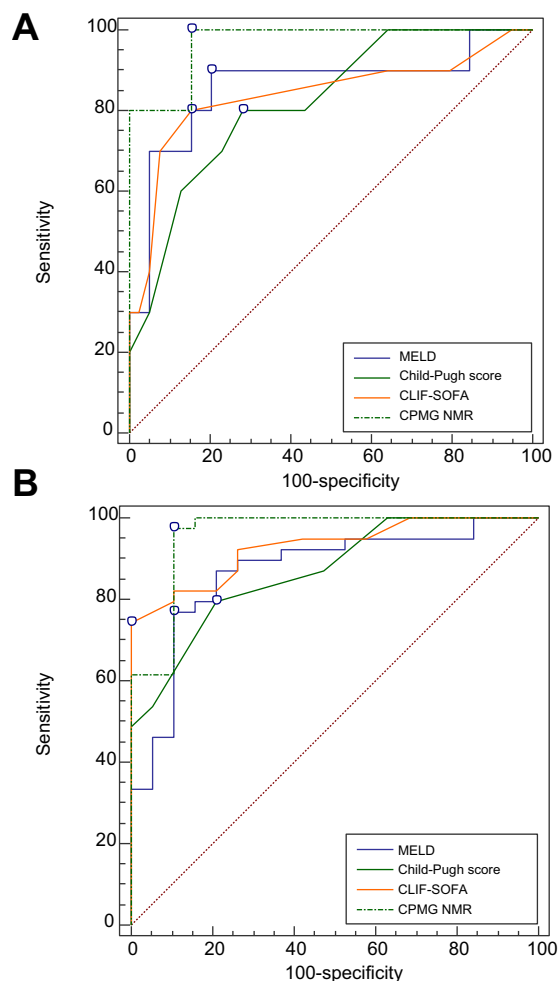 A
100
80
60
40
20
0
Sensitivity
MELD
Child-Pugh score
CLIF-SOFA
CPMG NMR
0 20 40 60 80 100
100-specificity
B
100
80
60
40
20
0
Sensitivity
MELD
Child-Pugh score
CLIF-SOFA
CPMG NMR
0 20 40 60 80 100
100-specificity